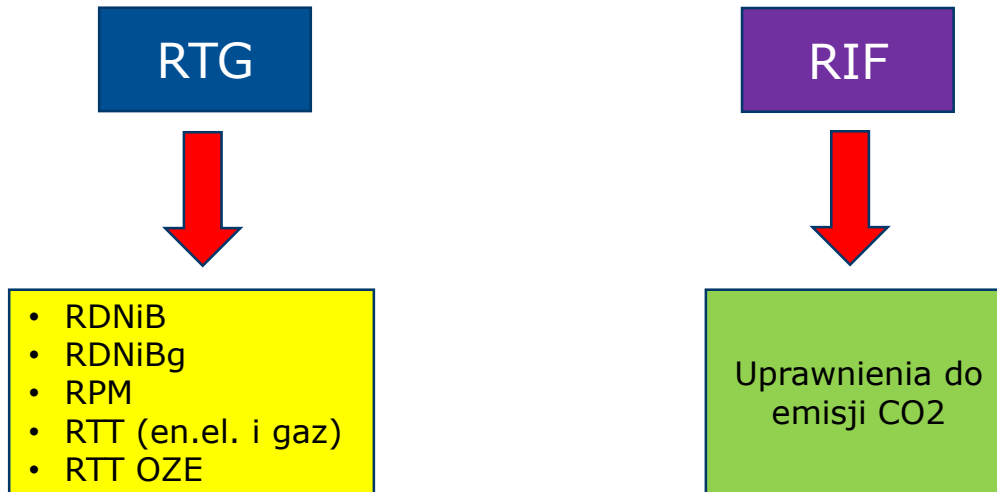 RTG
RIF
• RDNiB
• RDNiBg
• RPM
• RTT (en.el. i gaz)
• RTT OZE
Uprawnienia do
emisji CO2